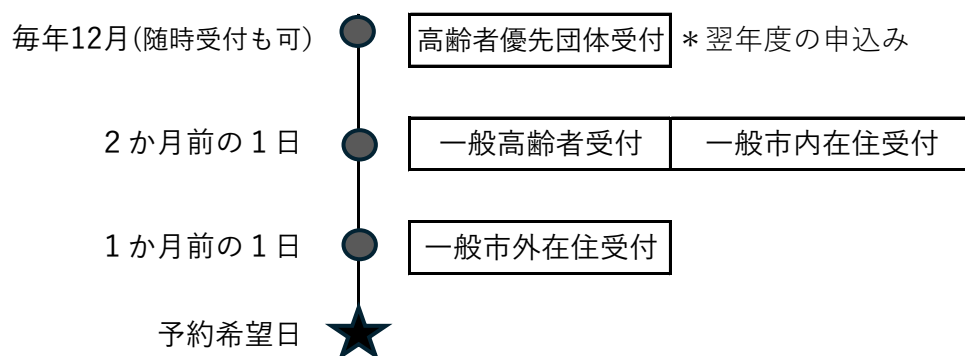 毎年12月(随時受付も可) 高齢者優先団体受付 ＊翌年度の申込み
２か月前の１日 一般高齢者受付 一般市内在住受付
１か月前の１日 一般市外在住受付
予約希望日